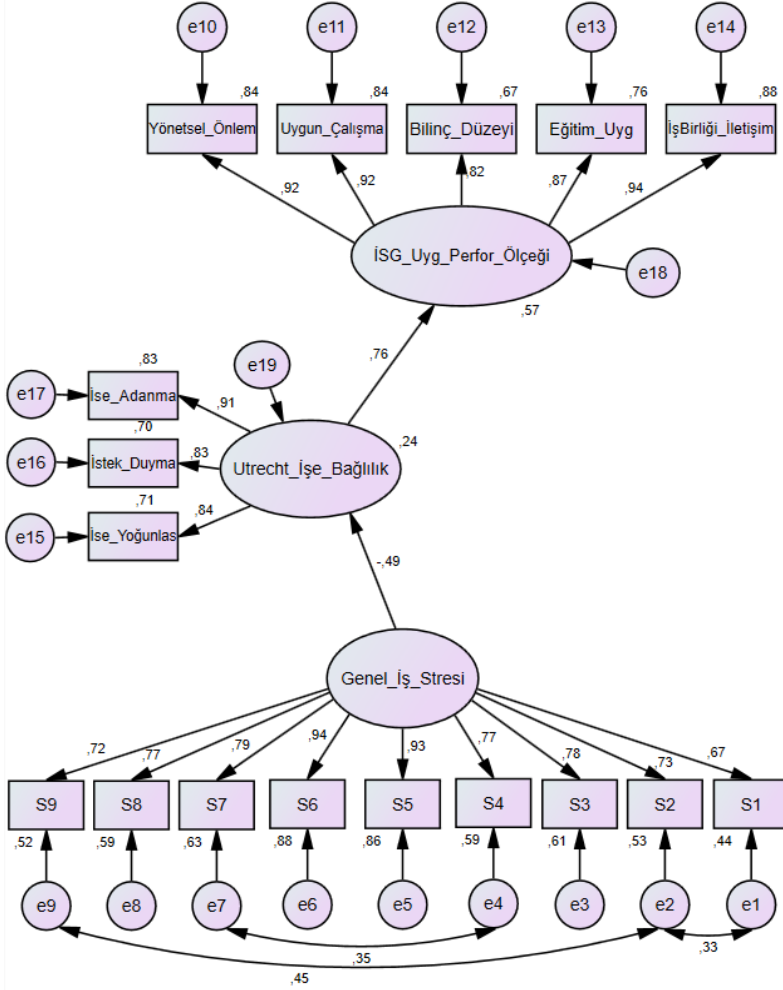 e10 e11 e12 e13 e14
,84 ,84 ,67 ,76 ,88
Yönetsel_Önlem Uygun_Çalışma Bilinç_Düzeyi Eğitim_Uyg İşBirliği_İletişim
,92 ,92 ,82 ,87 ,94
İSG_Uyg_Perfor_Ölçeği
e18
,57
,76
e19
,83
e17 İse_Adanma
,91
,70
e16 İstek_Duyma ,83
Utrecht_İşe_Bağlılık ,24
,71
e15 İse_Yoğunlas ,84
-,49
Genel_İş_Stresi
,72 ,77 ,79 ,94 ,93 ,77 ,78 ,73 ,67
S9 S8 S7 S6 S5 S4 S3 S2 S1
,52 ,59 ,63 ,88 ,86 ,59 ,61 ,53 ,44
e9 e8 e7 e6 e5 e4 e3 e2 e1
,33
,35
,45